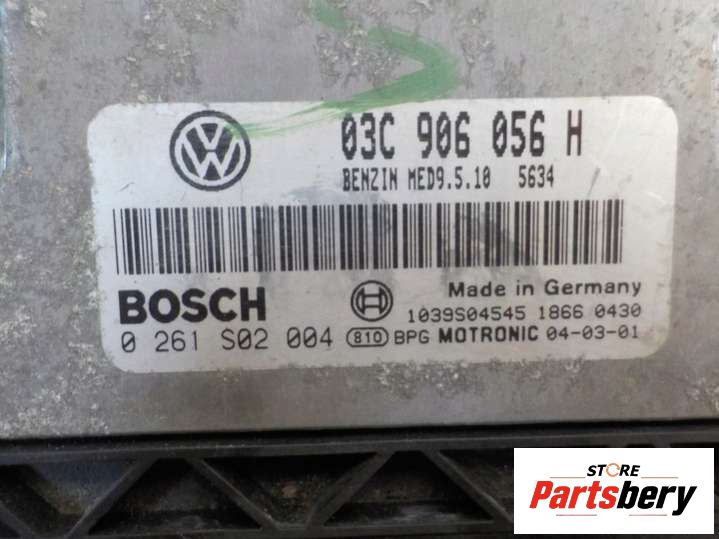 03C 906 056 H
BENZIN MED9.5.10 5634
BOSCH
Made in Germany
1039S04545 1866 0430
0 261 S02 004 810 BPG MOTRONIC 04-03-01
STORE
Partsbery